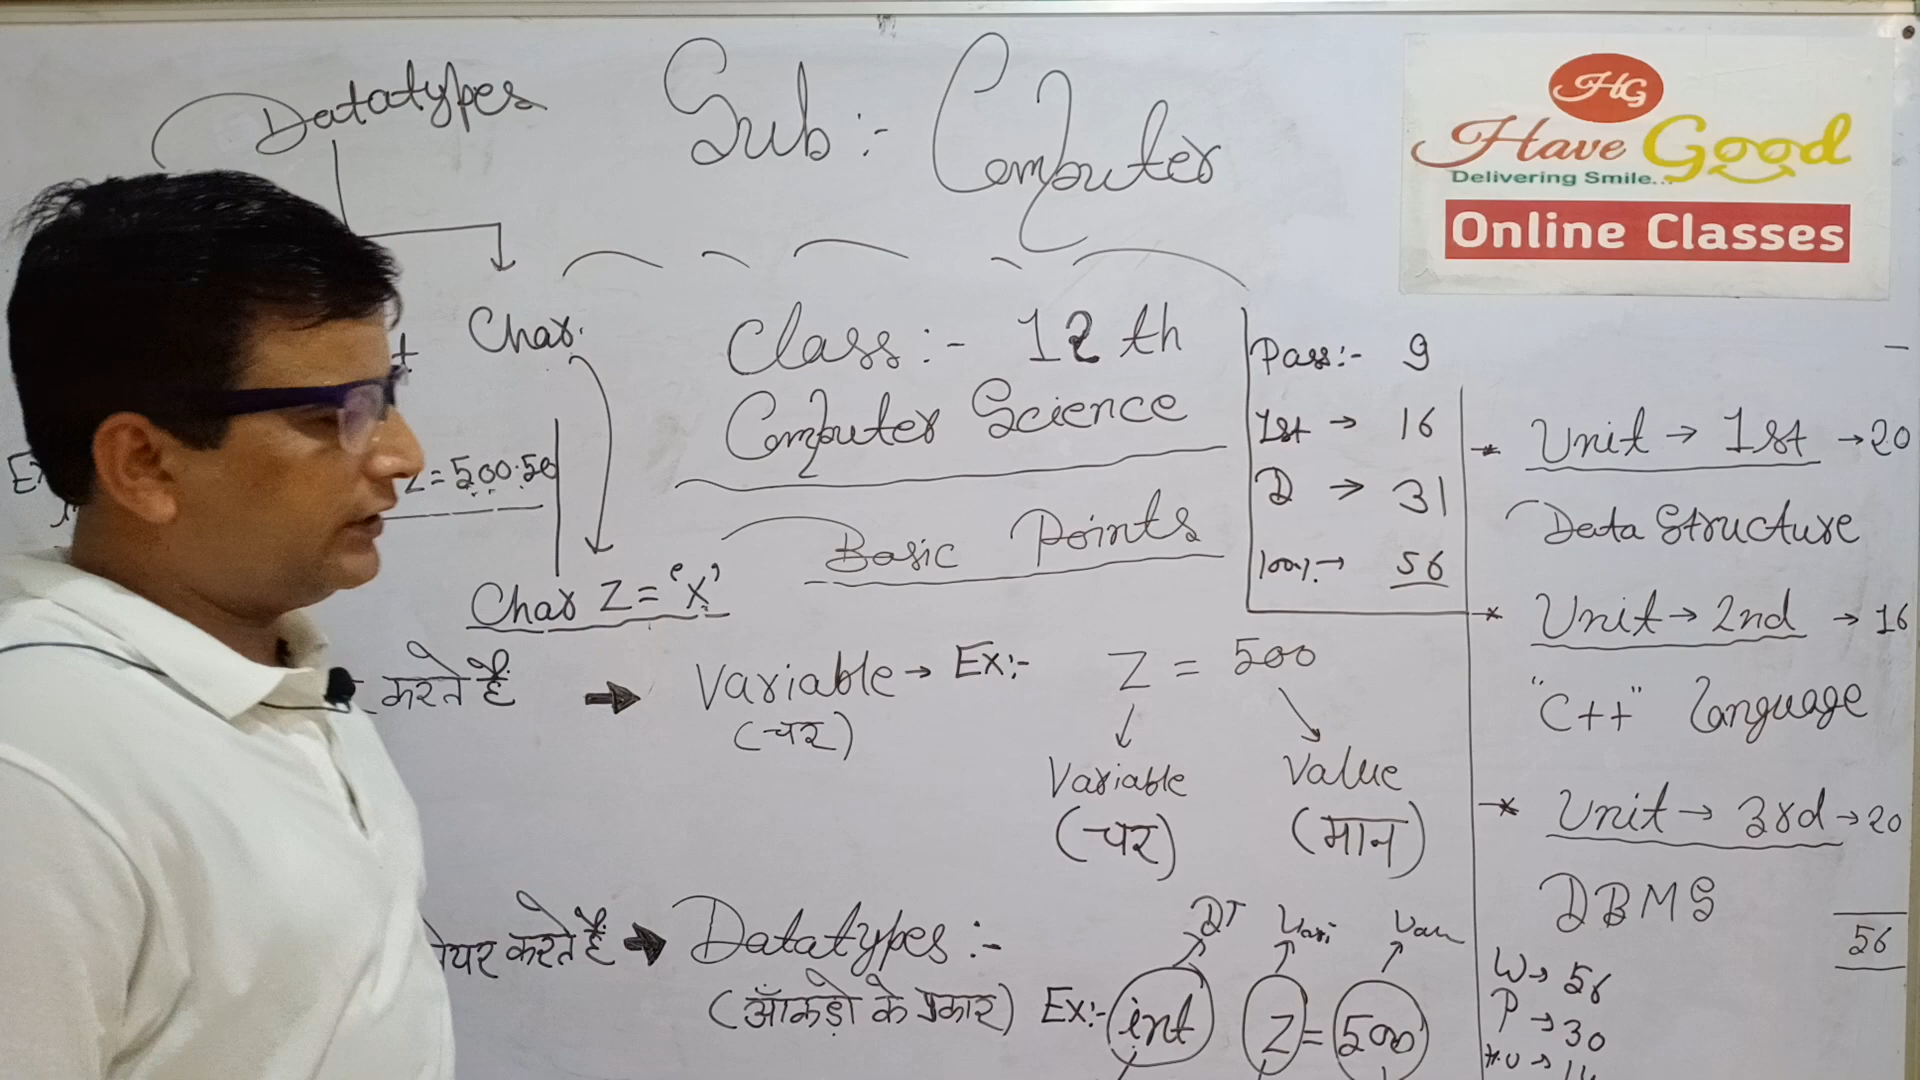 Datatypes
Sub:- Computer
HG
Have Good
Delivering Smile...
Online Classes
Char.
Class:- 12th
Computer Science
Basic Points
Z=500.50
Char Z='x'
Pass:- 9
1st → 16
D → 31
100%. → 56
* Unit → 1st → 20
Data Structure
* Unit → 2nd → 16
"C++" Language
* Unit → 3rd → 20
DBMS
56
W → 56
P → 30
करते हैं → Variable → Ex:- Z = 500
(चर)
Variable Value
(चर) (मान)
करते हैं → Datatypes:-
DT Vari
(आँकड़ो के प्रकार) Ex:- int Z = 500